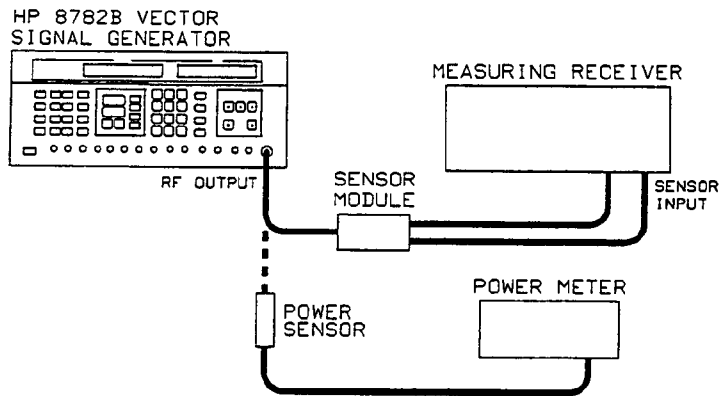 HP 8782B VECTOR
SIGNAL GENERATOR
MEASURING RECEIVER
RF OUTPUT
SENSOR
MODULE
SENSOR
INPUT
POWER METER
POWER
SENSOR